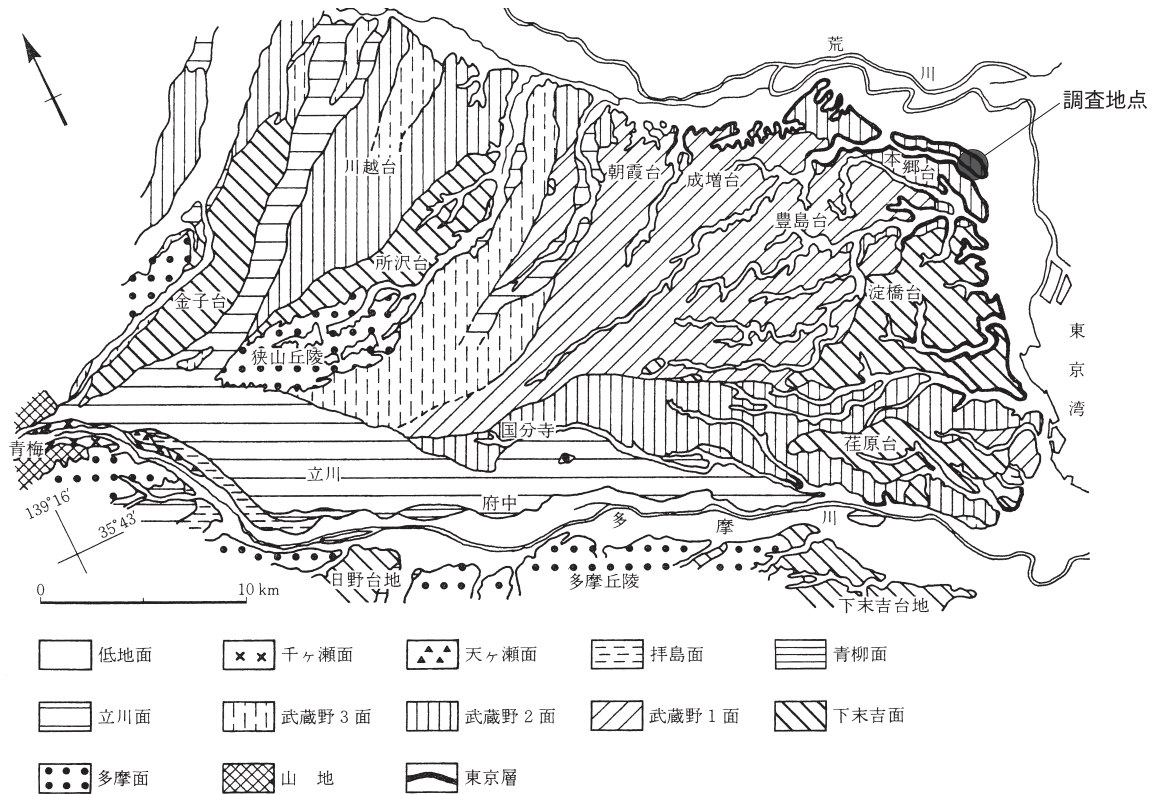 荒
川
調査地点
川越台
朝霞台
成増台
本郷台
豊島台
所沢台
金子台
淀橋台
狭山丘陵
東
京
湾
青梅
国分寺
荏原台
立川
府中
多
摩
川
139°16′
35°43′
日野台地
多摩丘陵
下末吉台地
0
10 km
低地面
千ヶ瀬面
天ヶ瀬面
拝島面
青柳面
立川面
武蔵野3面
武蔵野2面
武蔵野1面
下末吉面
多摩面
山 地
東京層